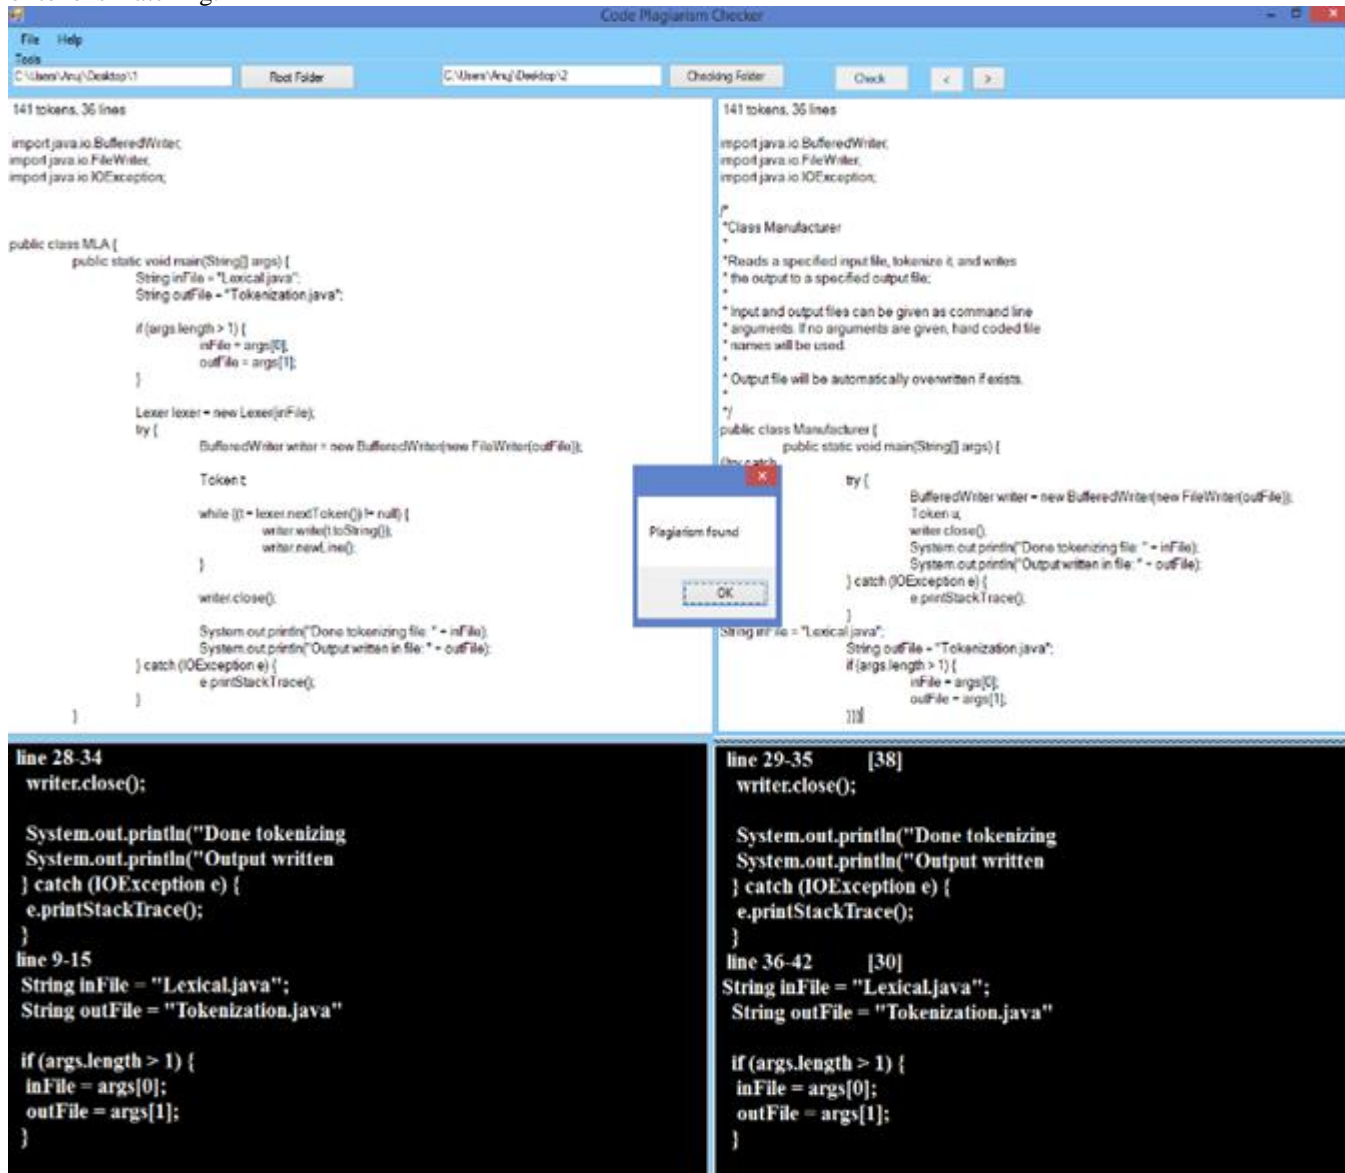 Code Plagiarism Checker
File Help
Tools
C:\Users\Anuj\Desktop\1 Root Folder C:\Users\Anuj\Desktop\2 Checking Folder Check < >
141 tokens, 36 lines
import java.io.BufferedWriter;
import java.io.FileWriter;
import java.io.IOException;
public class MLA {
public static void main(String[] args) {
String inFile = "Lexical.java";
String outFile = "Tokenization.java";
if (args.length > 1) {
inFile = args[0];
outFile = args[1];
}
Lexer lexer = new Lexer(inFile);
try {
BufferedWriter writer = new BufferedWriter(new FileWriter(outFile));
Token t;
while ((t = lexer.nextToken()) != null) {
writer.write(t.toString());
writer.newLine();
}
writer.close();
System.out.println("Done tokenizing file: " + inFile);
System.out.println("Output written in file: " + outFile);
} catch (IOException e) {
e.printStackTrace();
}
}
141 tokens, 36 lines
import java.io.BufferedWriter;
import java.io.FileWriter;
import java.io.IOException;
/*
*Class Manufacturer
*
*Reads a specified input file, tokenize it, and writes
* the output to a specified output file;
*
* Input and output files can be given as command line
* arguments. If no arguments are given, hard coded file
* names will be used.
*
* Output file will be automatically overwritten if exists.
*
*/
public class Manufacturer {
public static void main(String[] args) {
try {
BufferedWriter writer = new BufferedWriter(new FileWriter(outFile));
Token u;
writer.close();
System.out.println("Done tokenizing file: " + inFile);
System.out.println("Output written in file: " + outFile);
} catch (IOException e) {
e.printStackTrace();
}
String inFile = "Lexical.java";
String outFile = "Tokenization.java";
if (args.length > 1) {
inFile = args[0];
outFile = args[1];
}}}
Plagiarism found
OK
line 28-34
writer.close();
System.out.println("Done tokenizing
System.out.println("Output written
} catch (IOException e) {
e.printStackTrace();
}
line 9-15
String inFile = "Lexical.java";
String outFile = "Tokenization.java"
if (args.length > 1) {
inFile = args[0];
outFile = args[1];
}
line 29-35 [38]
writer.close();
System.out.println("Done tokenizing
System.out.println("Output written
} catch (IOException e) {
e.printStackTrace();
}
line 36-42 [30]
String inFile = "Lexical.java";
String outFile = "Tokenization.java"
if (args.length > 1) {
inFile = args[0];
outFile = args[1];
}